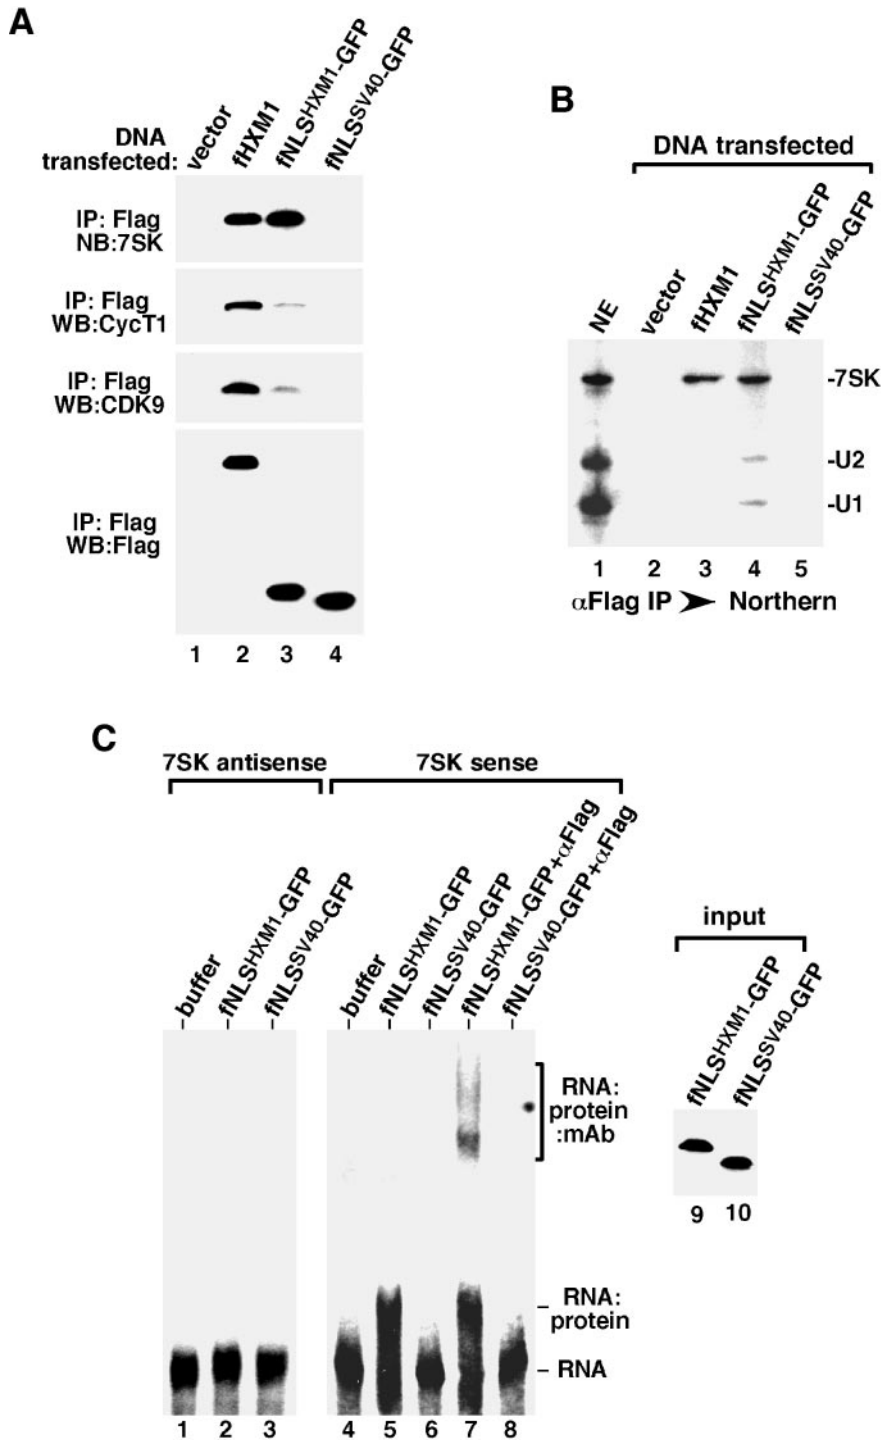 A
DNA
transfected:
vector
fHXM1
fNLSHXM1-GFP
fNLSSV40-GFP
IP: Flag
NB:7SK
IP: Flag
WB:CycT1
IP: Flag
WB:CDK9
IP: Flag
WB:Flag
1 2 3 4
B
DNA transfected
NE
vector
fHXM1
fNLSHXM1-GFP
fNLSSV40-GFP
-7SK
-U2
-U1
1 2 3 4 5
αFlag IP ➤ Northern
C
7SK antisense
7SK sense
buffer
fNLSHXM1-GFP
fNLSSV40-GFP
buffer
fNLSHXM1-GFP
fNLSSV40-GFP
fNLSHXM1-GFP+αFlag
fNLSSV40-GFP+αFlag
RNA:
protein
:mAb
RNA:
protein
RNA
1 2 3 4 5 6 7 8
input
fNLSHXM1-GFP
fNLSSV40-GFP
9 10